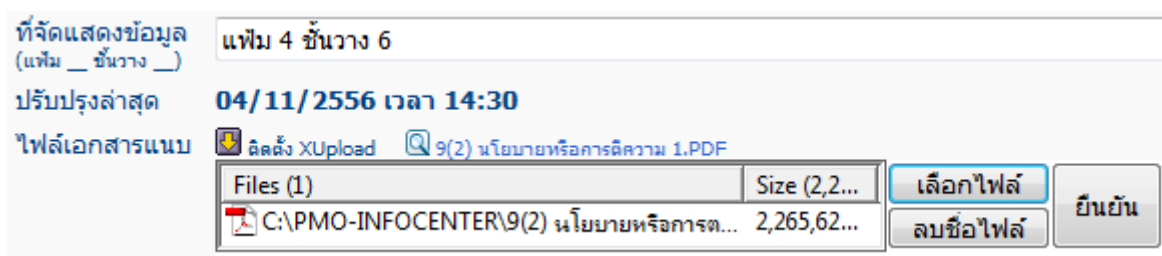 ที่จัดแสดงข้อมูล
(แฟ้ม __ ชั้นวาง __)
แฟ้ม 4 ชั้นวาง 6
ปรับปรุงล่าสุด 04/11/2556 เวลา 14:30
ไฟล์เอกสารแนบ ติดตั้ง XUpload 9(2) นโยบายหรือการตีความ 1.PDF
Files (1) Size (2,2... เลือกไฟล์
C:\PMO-INFOCENTER\9(2) นโยบายหรือการต... 2,265,62... ลบชื่อไฟล์
ยืนยัน